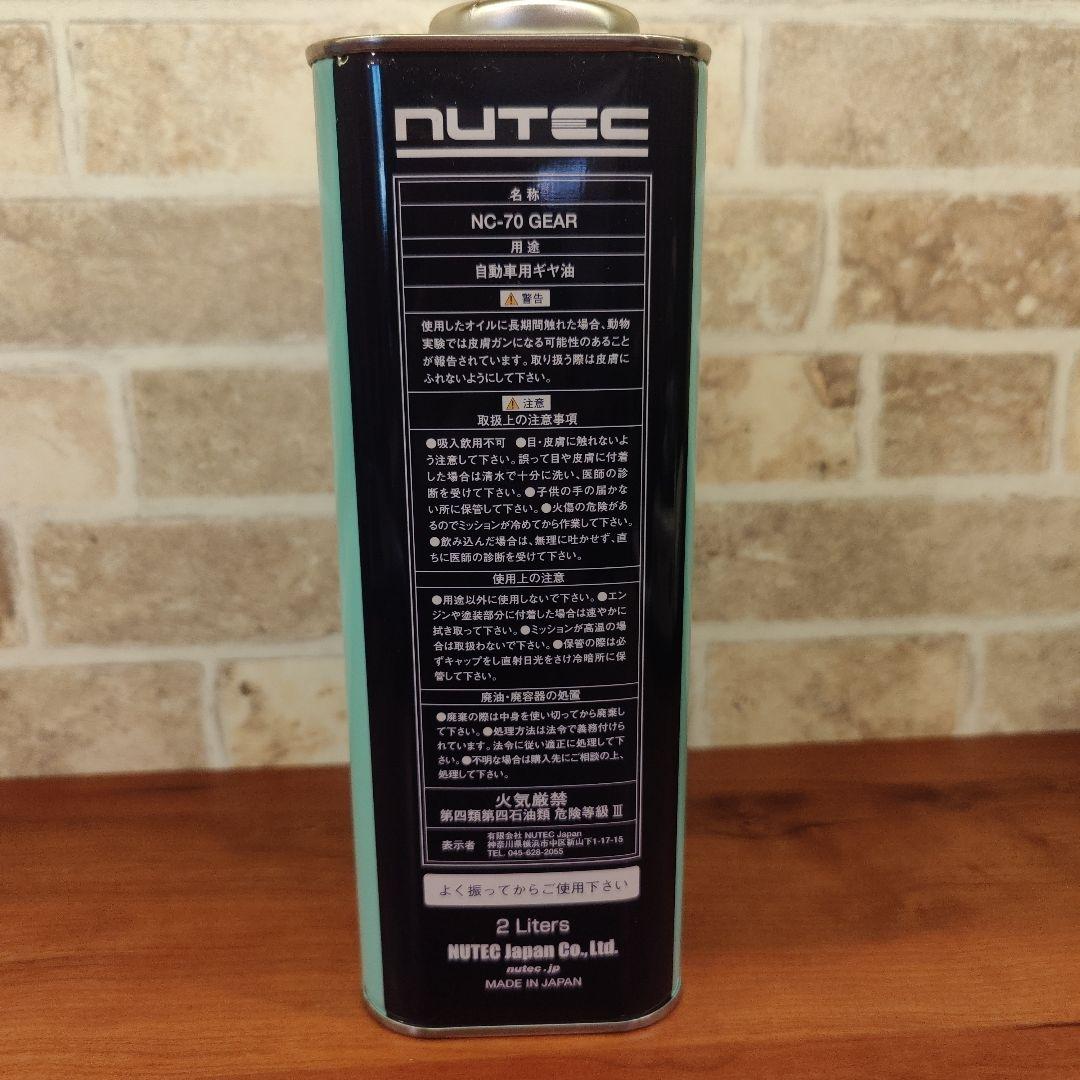 NUTEC
名称
NC-70 GEAR
用途
自動車用ギヤ油
警告
使用したオイルに長期間触れた場合、動物
実験では皮膚ガンになる可能性のあること
が報告されています。取り扱う際は皮膚に
ふれないようにして下さい。
注意
取扱上の注意事項
●吸入飲用不可 ●目・皮膚に触れないよ
う注意して下さい。誤って目や皮膚に付着
した場合は清水で十分に洗い、医師の診
断を受けて下さい。●子供の手の届かな
い所に保管して下さい。●火傷の危険があ
るのでミッションが冷めてから作業して下さい。
●飲み込んだ場合は、無理に吐かせず、直
ちに医師の診断を受けて下さい。
使用上の注意
●用途以外に使用しないで下さい。●エン
ジンや塗装部分に付着した場合は速やかに
拭き取って下さい。●ミッションが高温の場
合は取扱わないで下さい。●保管の際は必
ずキャップをし直射日光をさけ冷暗所に保
管して下さい。
廃油・廃容器の処置
●廃棄の際は中身を使い切ってから廃棄し
て下さい。●処理方法は法令で義務付けら
れています。法令に従い適正に処理して下
さい。●不明な場合は購入先にご相談の上、
処理して下さい。
火気厳禁
第四類第四石油類 危険等級 Ⅲ
表示者
有限会社 NUTEC Japan
神奈川県横浜市中区新山下1-17-15
TEL. 045-628-2055
よく振ってからご使用下さい
2 Liters
NUTEC Japan Co., Ltd.
nutec.jp
MADE IN JAPAN